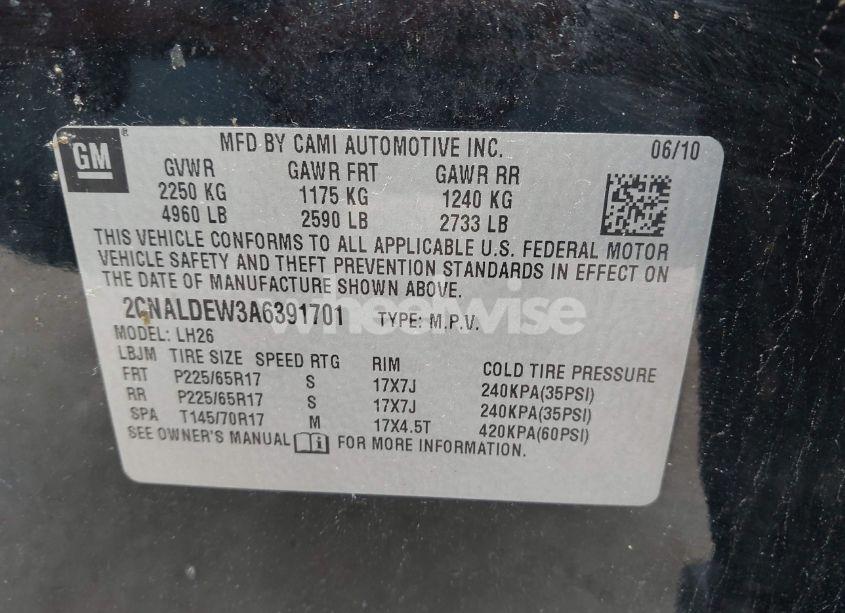 GM ®
MFD BY CAMI AUTOMOTIVE INC. 06/10
GVWR GAWR FRT GAWR RR
2250 KG 1175 KG 1240 KG
4960 LB 2590 LB 2733 LB
THIS VEHICLE CONFORMS TO ALL APPLICABLE U.S. FEDERAL MOTOR
VEHICLE SAFETY AND THEFT PREVENTION STANDARDS IN EFFECT ON
THE DATE OF MANUFACTURE SHOWN ABOVE.
2CNALDEW3A6391701 TYPE: M.P.V.
wheelwise
MODEL: LH26
LBJM TIRE SIZE SPEED RTG RIM COLD TIRE PRESSURE
FRT P225/65R17 S 17X7J 240KPA(35PSI)
RR P225/65R17 S 17X7J 240KPA(35PSI)
SPA T145/70R17 M 17X4.5T 420KPA(60PSI)
SEE OWNER'S MANUAL FOR MORE INFORMATION.